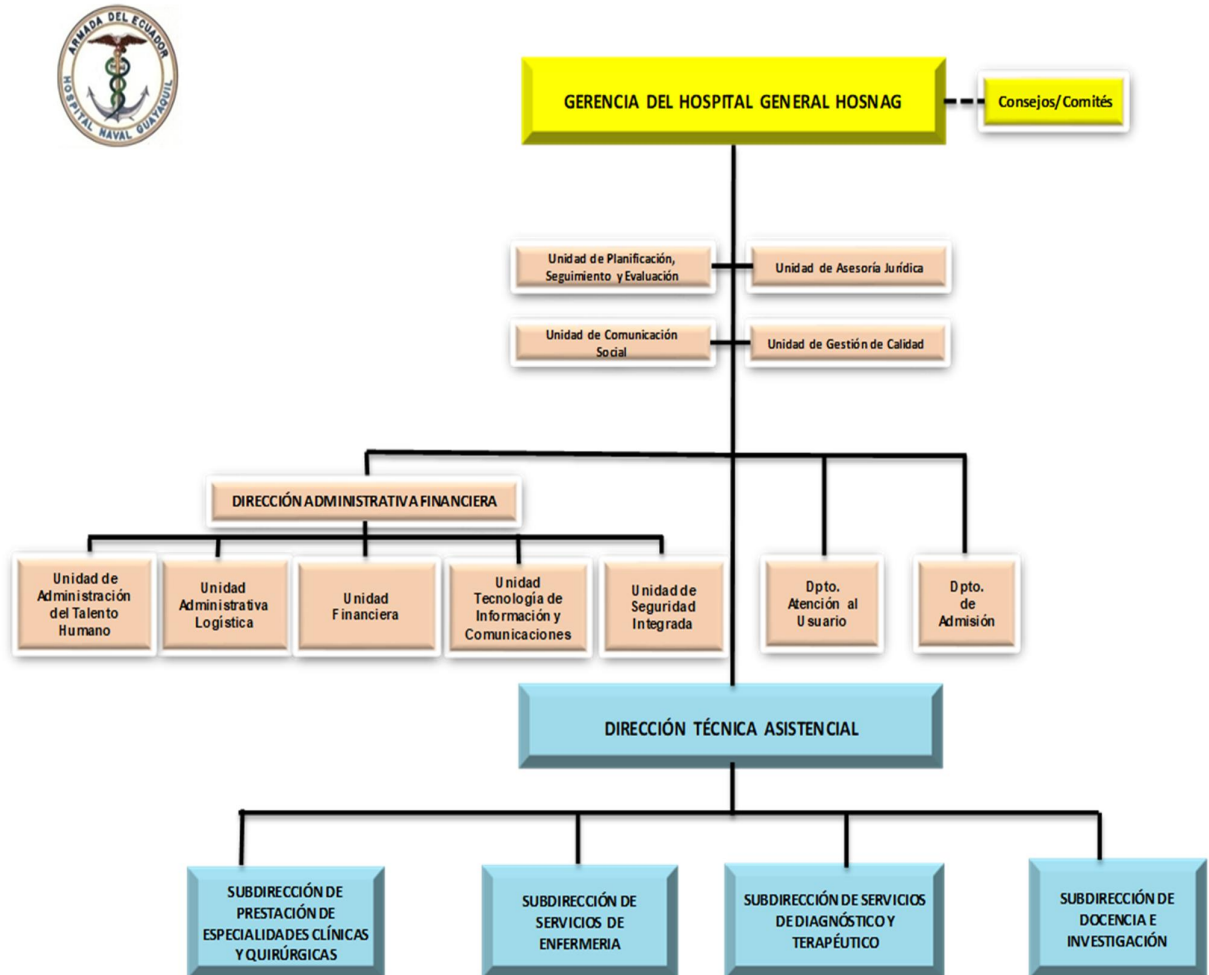 ARMADA DEL ECUADOR
HOSPITAL NAVAL GUAYAQUIL
GERENCIA DEL HOSPITAL GENERAL HOSNAG
Consejos/Comités
Unidad de Planificación,
Seguimiento y Evaluación
Unidad de Asesoría Jurídica
Unidad de Comunicación
Social
Unidad de Gestión de Calidad
DIRECCIÓN ADMINISTRATIVA FINANCIERA
Unidad de
Administración
del Talento
Humano
Unidad
Administrativa
Logística
Unidad
Financiera
Unidad
Tecnología de
Información y
Comunicaciones
Unidad de
Seguridad
Integrada
Dpto.
Atención al
Usuario
Dpto.
de
Admisión
DIRECCIÓN TÉCNICA ASISTENCIAL
SUBDIRECCIÓN DE
PRESTACIÓN DE
ESPECIALIDADES CLÍNICAS
Y QUIRÚRGICAS
SUBDIRECCIÓN DE
SERVICIOS DE
ENFERMERIA
SUBDIRECCIÓN DE SERVICIOS
DE DIAGNÓSTICO Y
TERAPÉUTICO
SUBDIRECCIÓN DE
DOCENCIA E
INVESTIGACIÓN